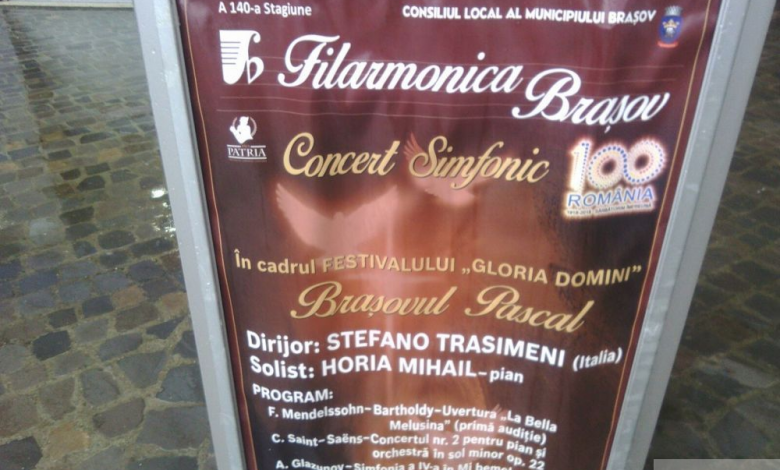 A 140-a Stagiune
CONSILIUL LOCAL AL MUNICIPIULUI BRAȘOV
Filarmonica
Brașov
PATRIA
Concert Simfonic
100
ROMÂNIA
În cadrul FESTIVALULUI „GLORIA DOMINI”
Brașovul Pascal
Dirijor: STEFANO TRASIMENI (Italia)
Solist: HORIA MIHAIL-pian
PROGRAM:
F. Mendelssohn-Bartholdy-Uvertura „La Bella
Melusina” (primă audiție)
C. Saint-Saëns-Concertul nr. 2 pentru pian și
orchestră în sol minor op. 22
A. Glazunov-Simfonia a IV-a în Mi bemol